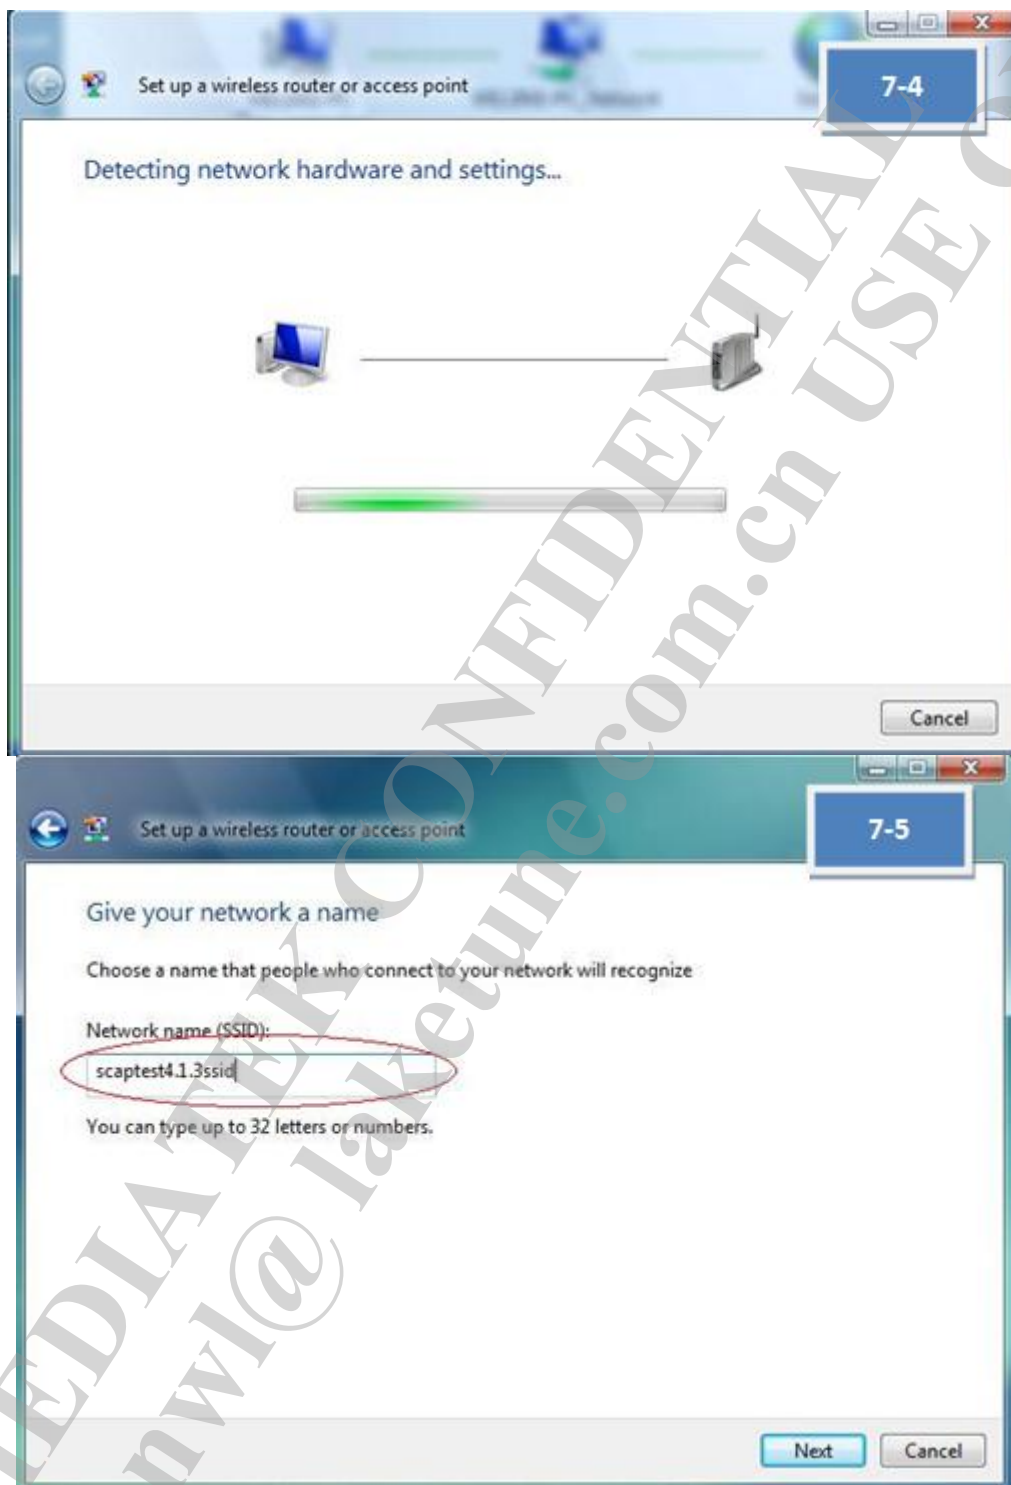 Set up a wireless router or access point
7-4
Detecting network hardware and settings...
Cancel
Set up a wireless router or access point
7-5
Give your network a name
Choose a name that people who connect to your network will recognize
Network name (SSID):
scaptest4.1.3ssid
You can type up to 32 letters or numbers.
Next
Cancel
MEDIATEK CONFIDENTIAL
nwl@laketune.com.cn USE O